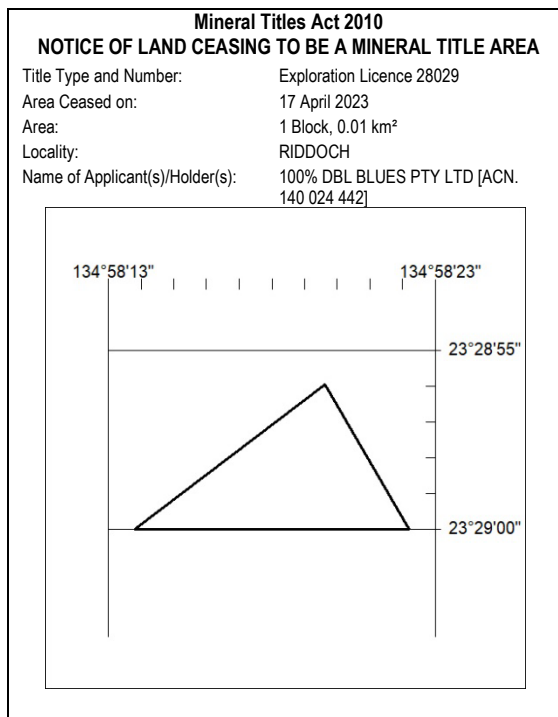 Mineral Titles Act 2010
NOTICE OF LAND CEASING TO BE A MINERAL TITLE AREA
Title Type and Number: Exploration Licence 28029
Area Ceased on: 17 April 2023
Area: 1 Block, 0.01 km²
Locality: RIDDOCH
Name of Applicant(s)/Holder(s): 100% DBL BLUES PTY LTD [ACN.
140 024 442]
134°58'13" 134°58'23"
23°28'55"
23°29'00"